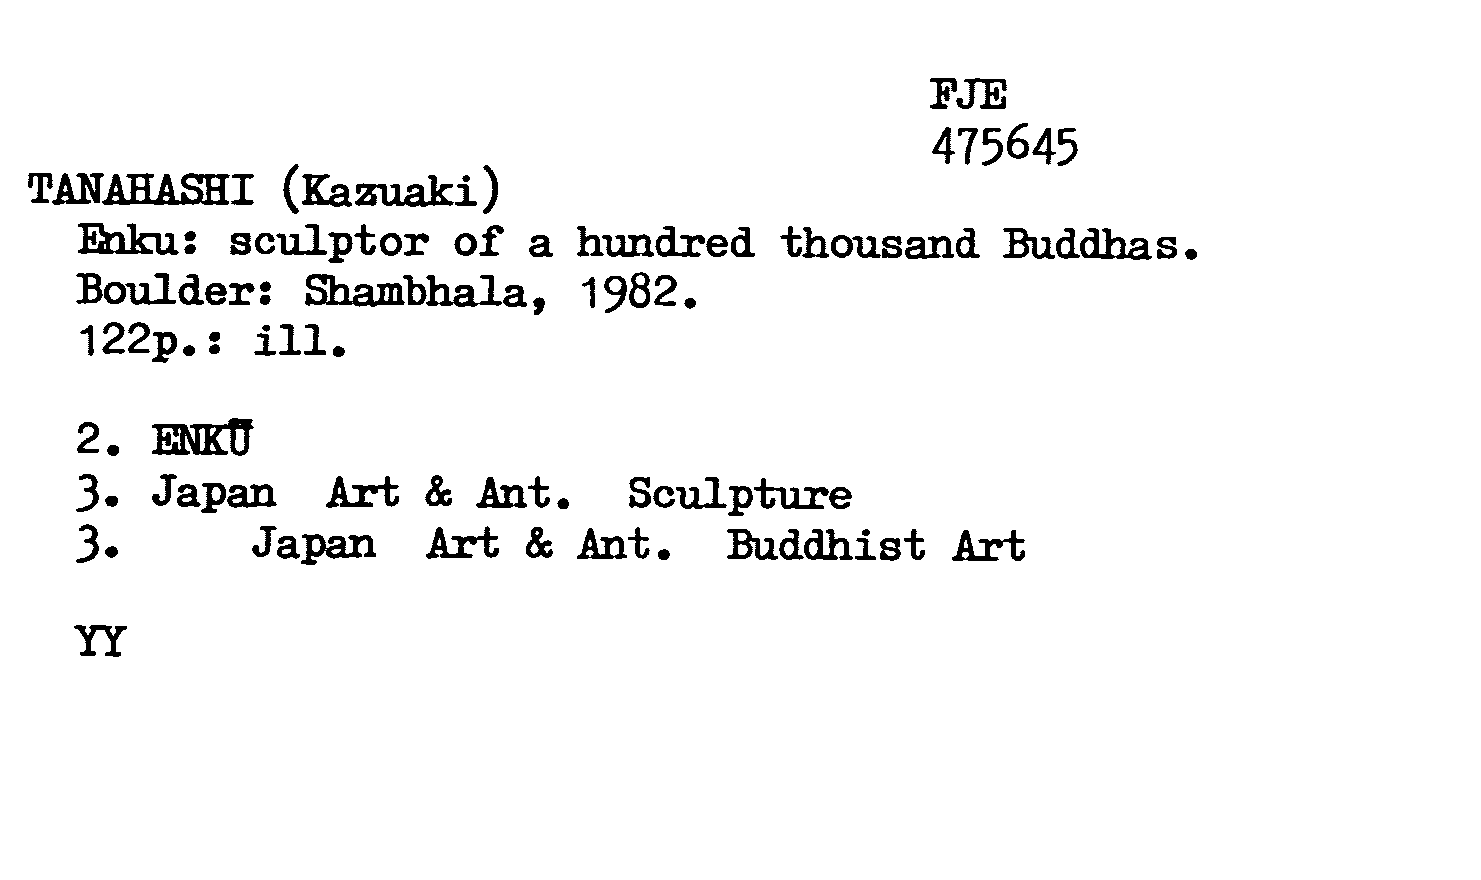 FJE
475645
TANAHASHI (Kazuaki)
Enku: sculptor of a hundred thousand Buddhas.
Boulder: Shambhala, 1982.
122p.: ill.
2. ENKŪ
3. Japan Art & Ant. Sculpture
3. Japan Art & Ant. Buddhist Art
YY